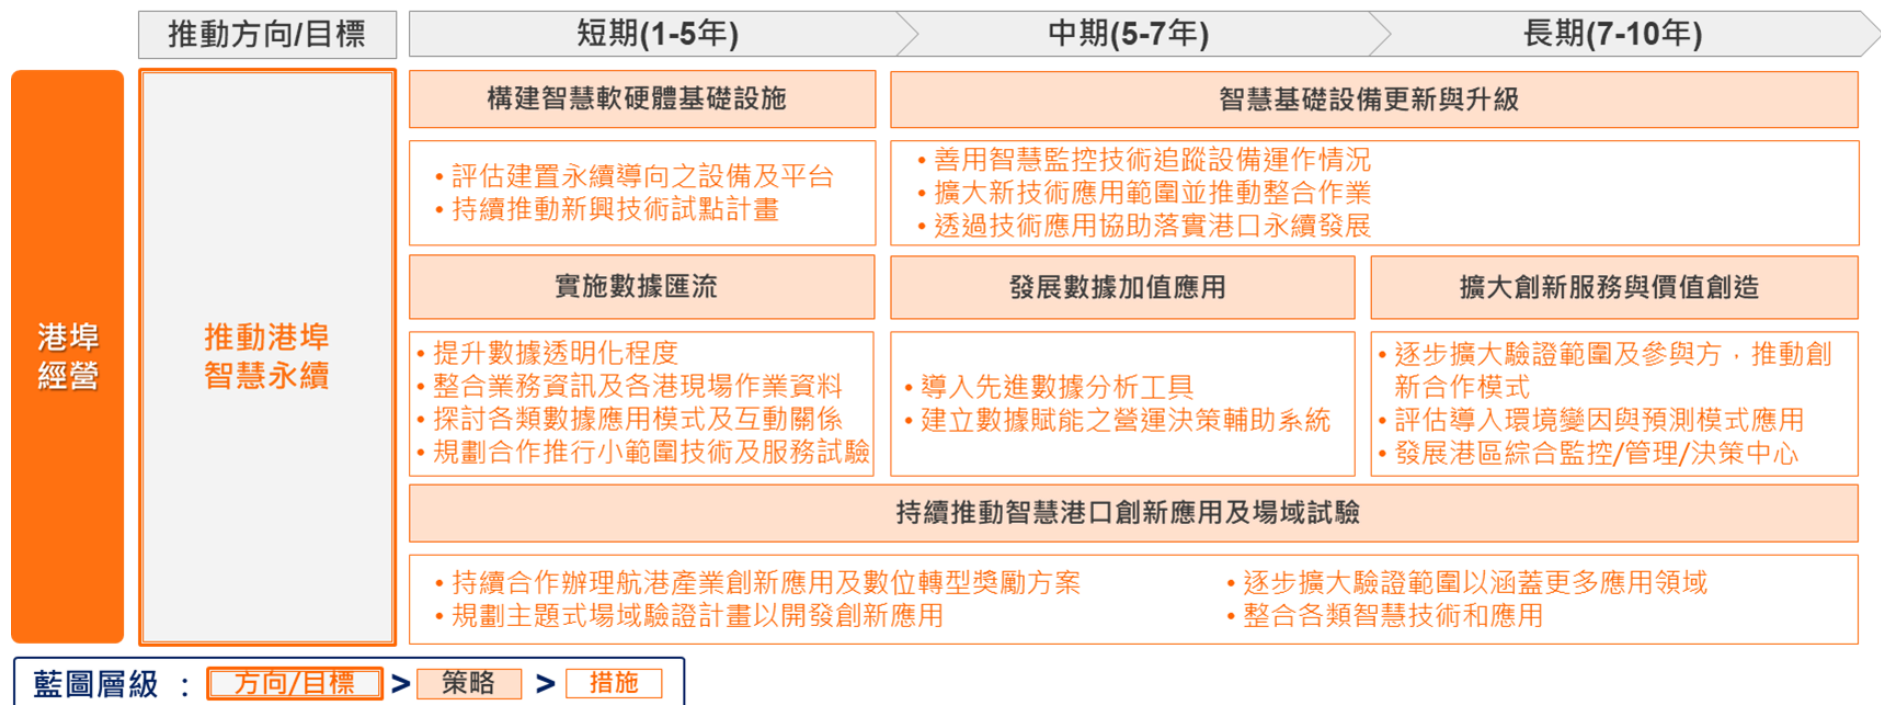 推動方向/目標
短期(1-5年)
中期(5-7年)
長期(7-10年)
港埠
經營
推動港埠
智慧永續
構建智慧軟硬體基礎設施
智慧基礎設備更新與升級
•評估建置永續導向之設備及平台
•持續推動新興技術試點計畫
•善用智慧監控技術追蹤設備運作情況
•擴大新技術應用範圍並推動整合作業
•透過技術應用協助落實港口永續發展
實施數據匯流
發展數據加值應用
擴大創新服務與價值創造
•提升數據透明化程度
•整合業務資訊及各港現場作業資料
•探討各類數據應用模式及互動關係
•規劃合作推行小範圍技術及服務試驗
•導入先進數據分析工具
•建立數據賦能之營運決策輔助系統
•逐步擴大驗證範圍及參與方，推動創
新合作模式
•評估導入環境變因與預測模式應用
•發展港區綜合監控/管理/決策中心
持續推動智慧港口創新應用及場域試驗
•持續合作辦理航港產業創新應用及數位轉型獎勵方案
•規劃主題式場域驗證計畫以開發創新應用
•逐步擴大驗證範圍以涵蓋更多應用領域
•整合各類智慧技術和應用
藍圖層級 : 方向/目標 > 策略 > 措施